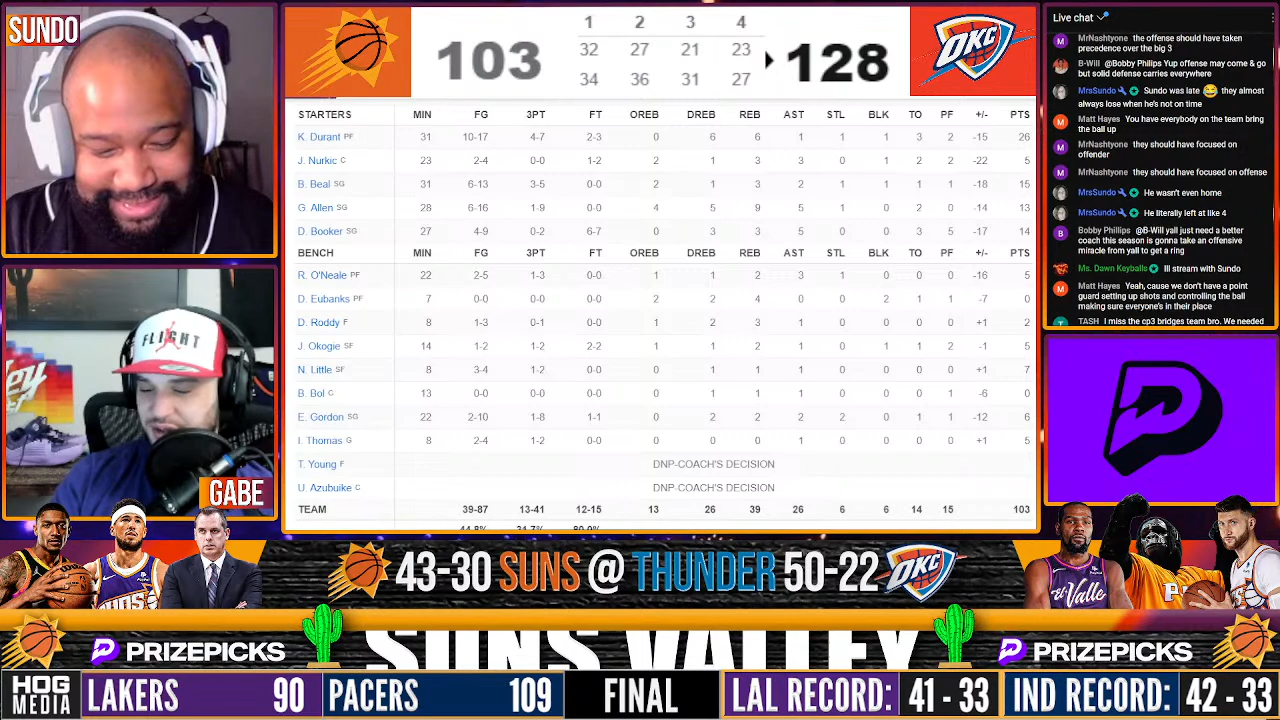 SUNDO
103
1 2 3 4
32 27 21 23
34 36 31 27
128
OKC
STARTERS MIN FG 3PT FT OREB DREB REB AST STL BLK TO PF +/- PTS
K. Durant PF 31 10-17 4-7 2-3 0 6 6 1 1 1 3 2 -15 26
J. Nurkic C 23 2-4 0-0 1-2 2 1 3 3 0 1 2 2 -22 5
B. Beal SG 31 6-13 3-5 0-0 2 1 3 2 1 1 1 1 -18 15
G. Allen SG 28 6-16 1-9 0-0 4 5 9 5 1 0 2 0 -14 13
D. Booker SG 27 4-9 0-2 6-7 0 3 3 5 0 0 3 5 -17 14
BENCH MIN FG 3PT FT OREB DREB REB AST STL BLK TO PF +/- PTS
R. O'Neale PF 22 2-5 1-3 0-0 1 1 2 3 1 0 0 0 -16 5
D. Eubanks PF 7 0-0 0-0 0-0 2 2 4 0 0 2 1 1 -7 0
D. Roddy F 8 1-3 0-1 0-0 1 2 3 1 0 0 0 0 +1 2
J. Okogie SF 14 1-2 1-2 2-2 1 1 2 1 0 0 1 2 -1 5
N. Little SF 8 3-4 1-2 0-0 0 1 1 1 0 0 0 0 +1 7
B. Bol C 13 0-0 0-0 0-0 0 1 1 1 0 0 0 1 -6 0
E. Gordon SG 22 2-10 1-8 1-1 0 2 2 2 2 0 1 1 -12 6
I. Thomas G 8 2-4 1-2 0-0 0 0 0 1 0 0 0 0 +1 5
T. Young F DNP-COACH'S DECISION
U. Azubuike C DNP-COACH'S DECISION
TEAM 39-87 13-41 12-15 13 26 39 26 6 6 14 15 103
44.8% 31.7% 80.0%
Live chat
MrNashtyone the offense should have taken
precedence over the big 3
B-Will @Bobby Philips Yup offense may come & go
but solid defense carries everywhere
MrsSundo Sundo was late 😂 they almost
always lose when he's not on time
Matt Hayes You have everybody on the team bring
the ball up
MrNashtyone they should have focused on
offender
MrNashtyone they should have focused on offense
MrsSundo He wasn't even home
MrsSundo He literally left at like 4
Bobby Phillips @B-Will yall just need a better
coach this season is gonna take an offensive
miracle from yall to get a ring
Ms. Dawn Keyballs Ill stream with Sundo
Matt Hayes Yeah, cause we don't have a point
guard setting up shots and controlling the ball
making sure everyone's in their place
TASH I miss the cp3 bridges team bro. We needed
FLIGHT
GABE
43-30 SUNS @ THUNDER 50-22 OKC
El Valle
PRIZEPICKS
SUNS VALLEY
PRIZEPICKS
HOG
MEDIA
LAKERS 90 PACERS 109 FINAL LAL RECORD: 41 - 33 IND RECORD: 42 - 33